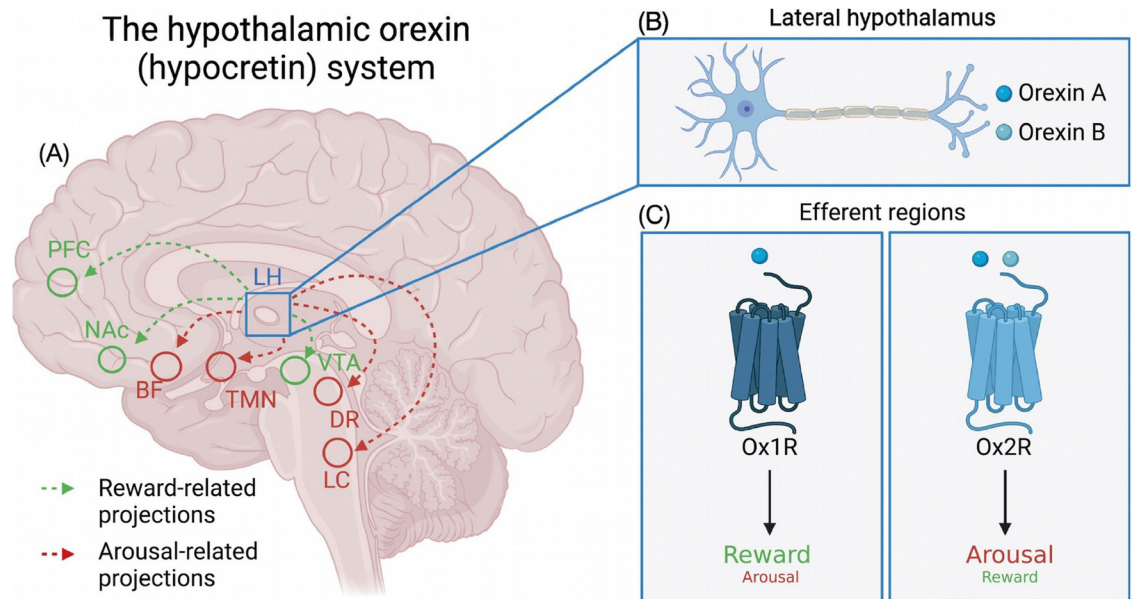 The hypothalamic orexin
(hypocretin) system
(A)
PFC
LH
NAc
BF
TMN
VTA
DR
LC
Reward-related
projections
Arousal-related
projections
(B)
Lateral hypothalamus
Orexin A
Orexin B
(C)
Efferent regions
Ox1R
Reward
Arousal
Ox2R
Arousal
Reward